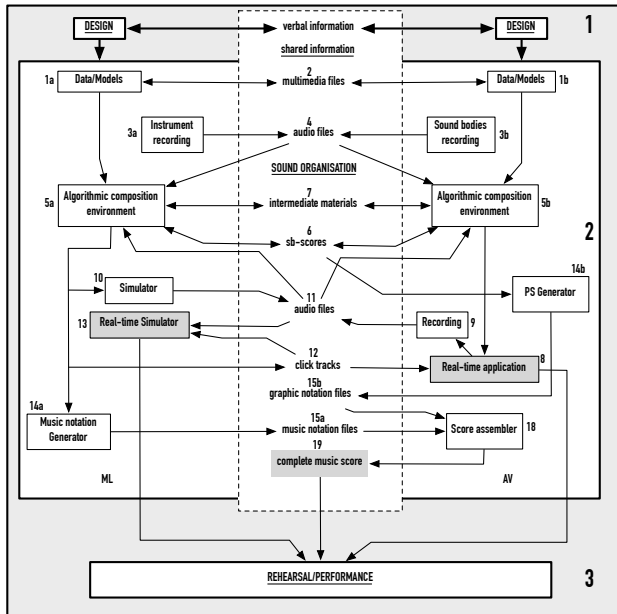 DESIGN
verbal information
DESIGN
1
shared information
1a
Data/Models
2
multimedia files
Data/Models
1b
3a
Instrument
recording
4
audio files
Sound bodies
recording
3b
SOUND ORGANISATION
5a
Algorithmic composition
environment
7
intermediate materials
Algorithmic composition
environment
5b
6
sb-scores
2
10
Simulator
11
audio files
14b
PS Generator
13
Real-time Simulator
Recording
9
12
click tracks
Real-time application
8
15b
graphic notation files
14a
Music notation
Generator
15a
music notation files
Score assembler
18
19
complete music score
ML
AV
REHEARSAL/PERFORMANCE
3